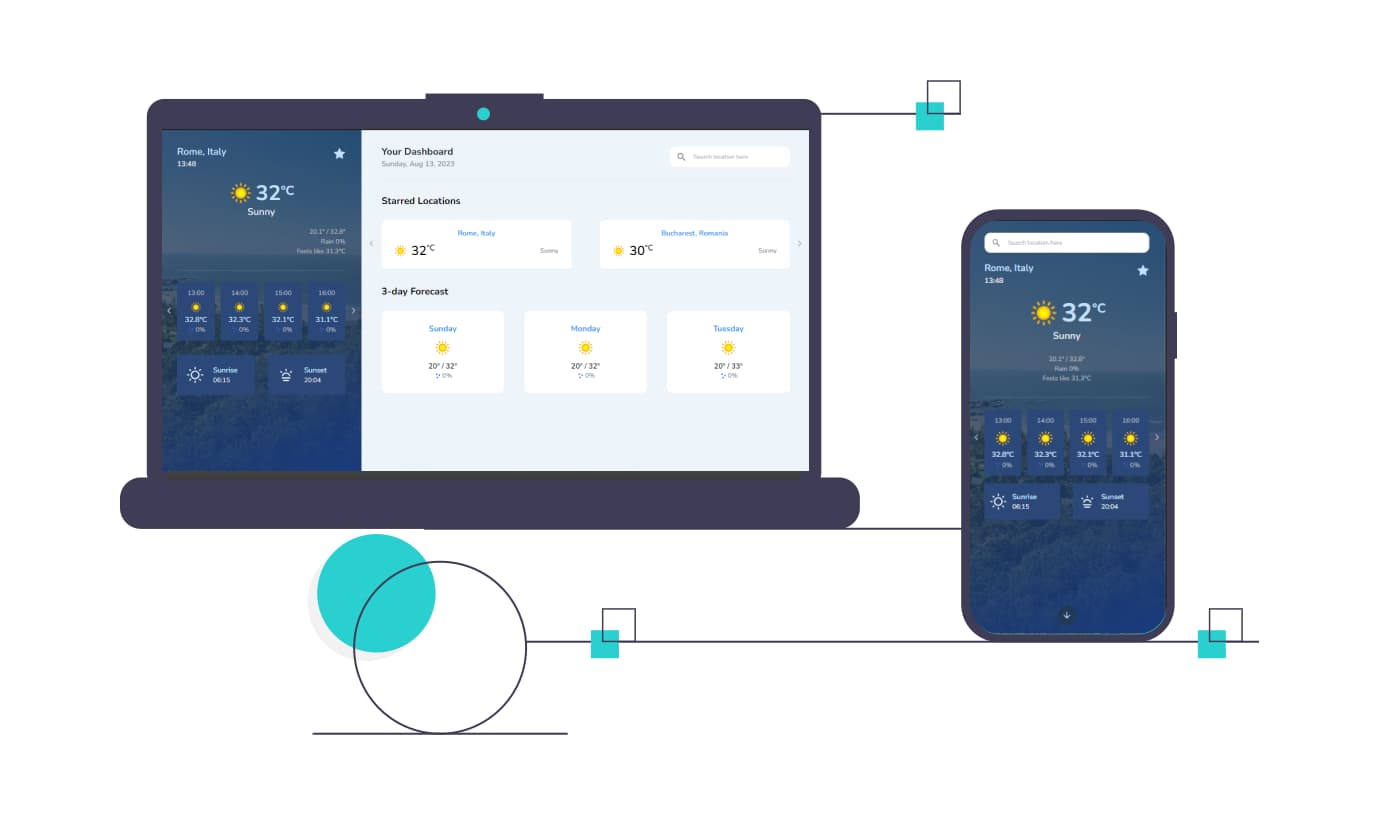 Rome, Italy
13:48
32°C
Sunny
20.1° / 32.8°
Rain 0%
Feels like 31.3°C
13:00 14:00 15:00 16:00
32.8°C 32.3°C 32.1°C 31.1°C
0% 0% 0% 0%
Sunrise
06:15
Sunset
20:04
Your Dashboard
Sunday, Aug 13, 2023
Search location here
Starred Locations
Rome, Italy
32°C
Sunny
Bucharest, Romania
30°C
Sunny
3-day Forecast
Sunday
20° / 32°
0%
Monday
20° / 32°
0%
Tuesday
20° / 33°
0%
Search location here
Rome, Italy
13:48
32°C
Sunny
20.1° / 32.8°
Rain 0%
Feels like 31.3°C
13:00 14:00 15:00 16:00
32.8°C 32.3°C 32.1°C 31.1°C
0% 0% 0% 0%
Sunrise
06:15
Sunset
20:04